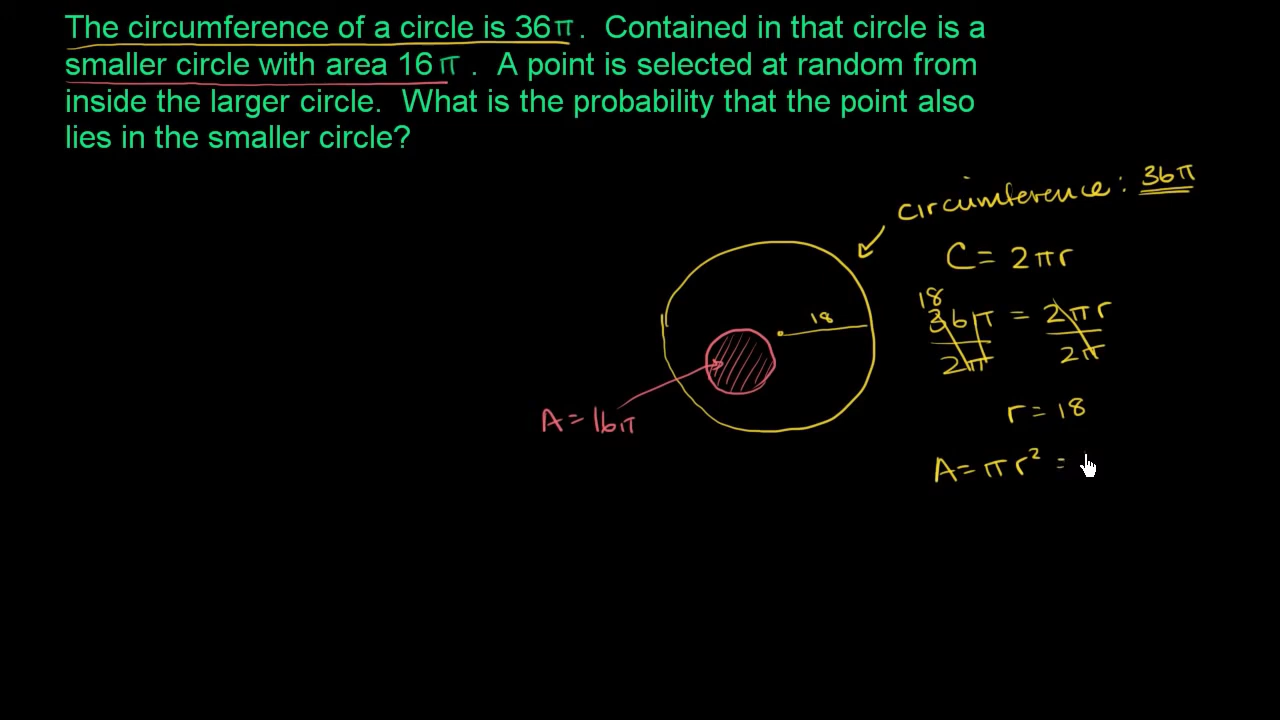 The circumference of a circle is 36π. Contained in that circle is a
smaller circle with area 16π. A point is selected at random from
inside the larger circle. What is the probability that the point also
lies in the smaller circle?
circumference: 36π
C = 2πr
18
36π = 2πr
2π 2π
18
r = 18
A = 16π
A = πr² =